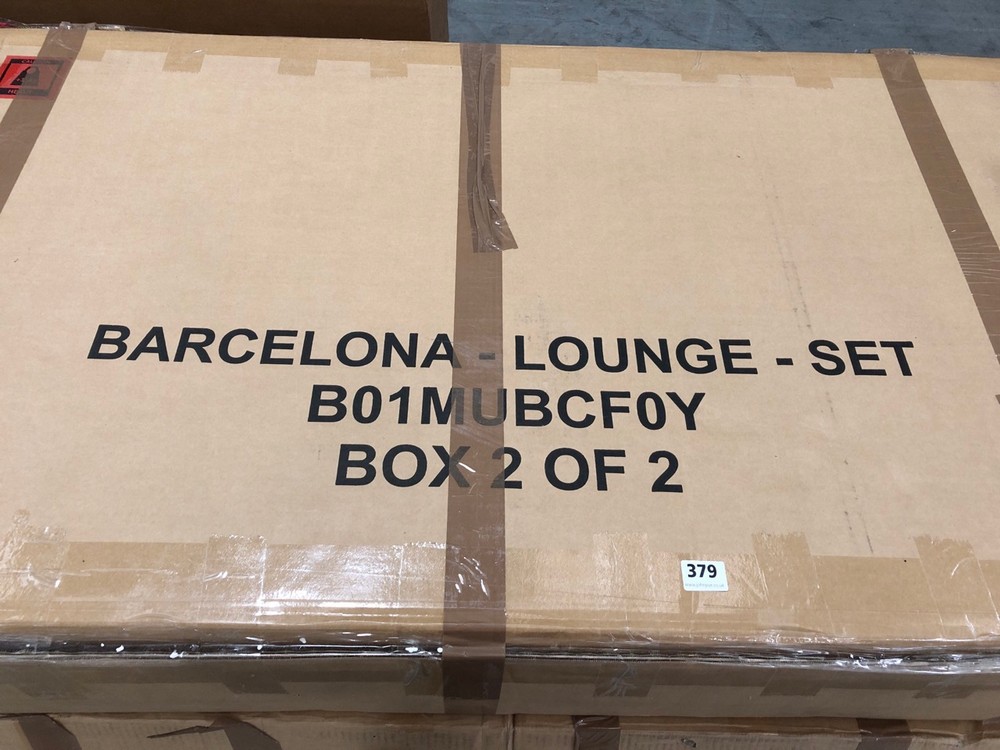 BARCELONA - LOUNGE - SET
B01MUBCF0Y
BOX 2 OF 2
379